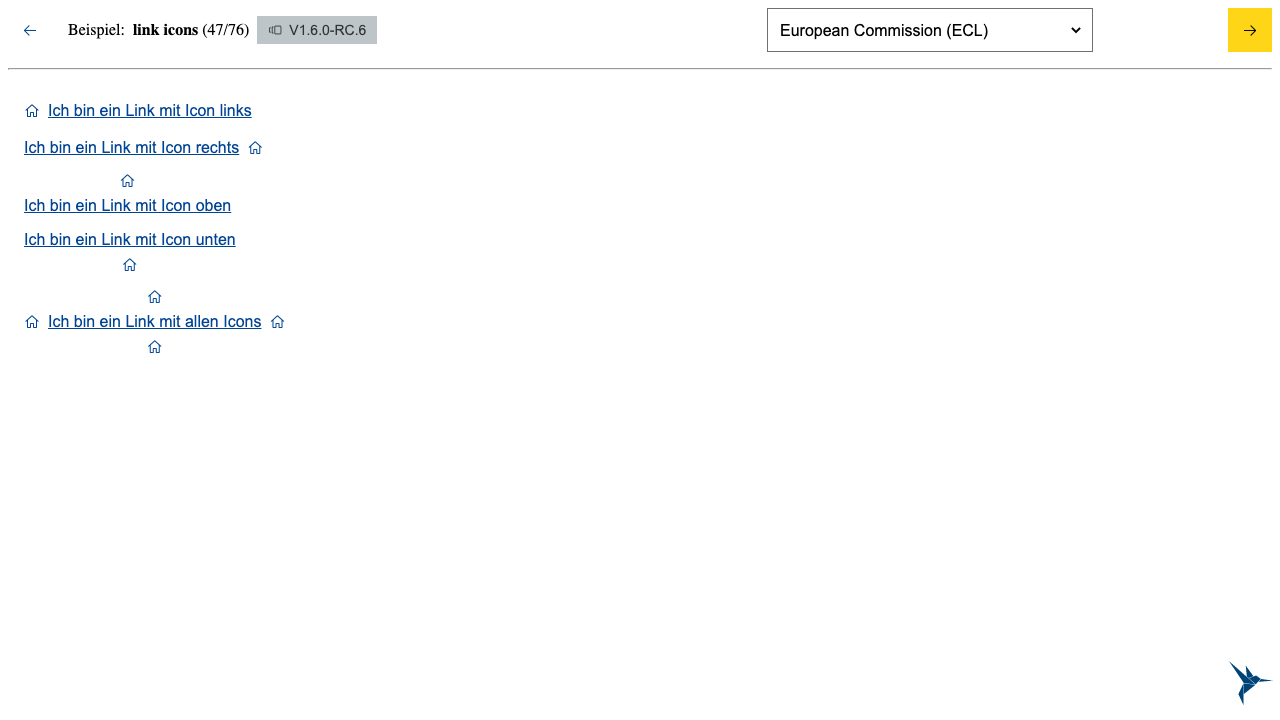 Beispiel: link icons (47/76) V1.6.0-RC.6 European Commission (ECL)
Ich bin ein Link mit Icon links
Ich bin ein Link mit Icon rechts
Ich bin ein Link mit Icon oben
Ich bin ein Link mit Icon unten
Ich bin ein Link mit allen Icons